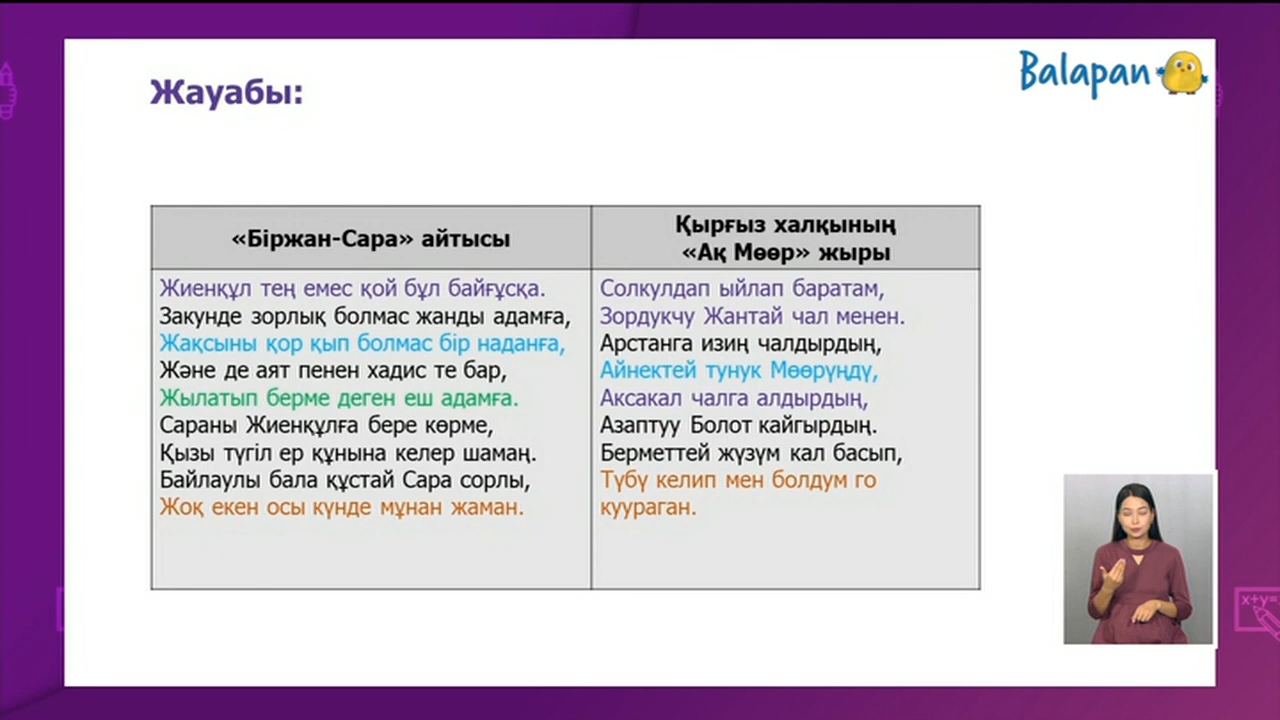 Balapan
Жауабы:
«Біржан-Сара» айтысы
Жиенқұл тең емес қой бұл байғұсқа.
Закунде зорлық болмас жанды адамға,
Жақсыны қор қып болмас бір наданға,
Және де аят пенен хадис те бар,
Жылатып берме деген еш адамға.
Сараны Жиенқұлға бере көрме,
Қызы түгіл ер құнына келер шамаң.
Байлаулы бала құстай Сара сорлы,
Жоқ екен осы күнде мұнан жаман.
Қырғыз халқының
«Ақ Мөөр» жыры
Солкулдап ыйлап баратам,
Зордукчу Жантай чал менен.
Арстанга изиң чалдырдың,
Айнектей тунук Мөөрүңдү,
Аксакал чалга алдырдың,
Азаптуу Болот кайгырдың.
Берметтей жүзүм кал басып,
Түбү келип мен болдум го
куураган.
x+y=